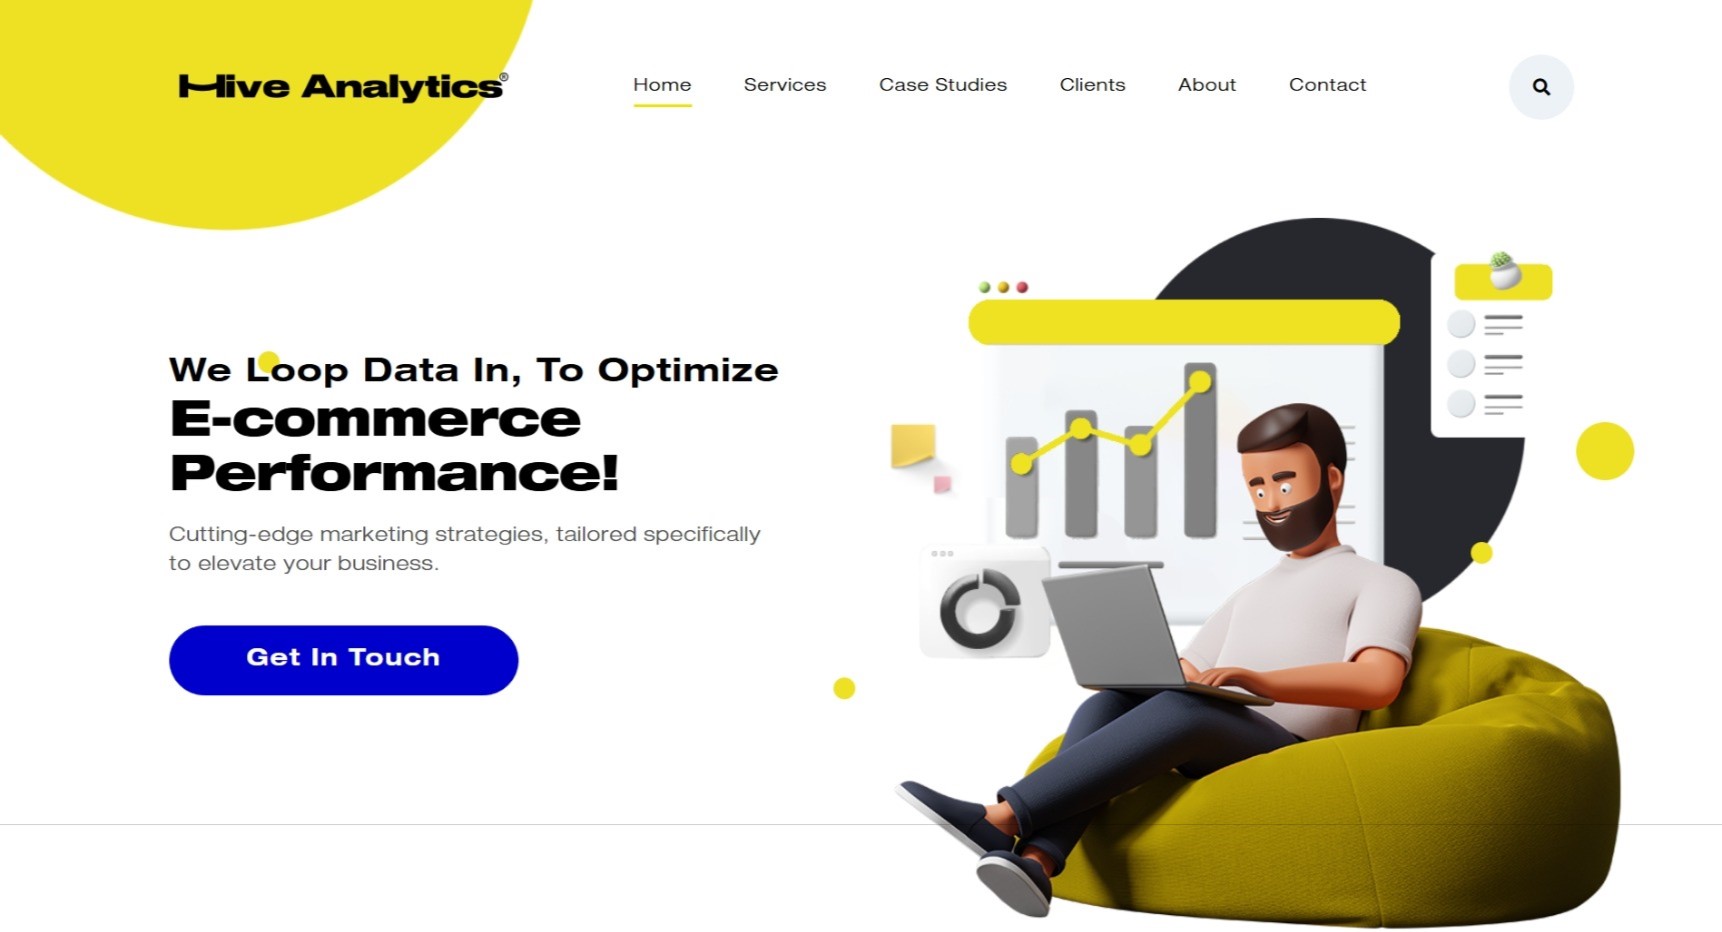 Hive Analytics®
Home Services Case Studies Clients About Contact
We Loop Data In, To Optimize
E-commerce
Performance!
Cutting-edge marketing strategies, tailored specifically
to elevate your business.
Get In Touch